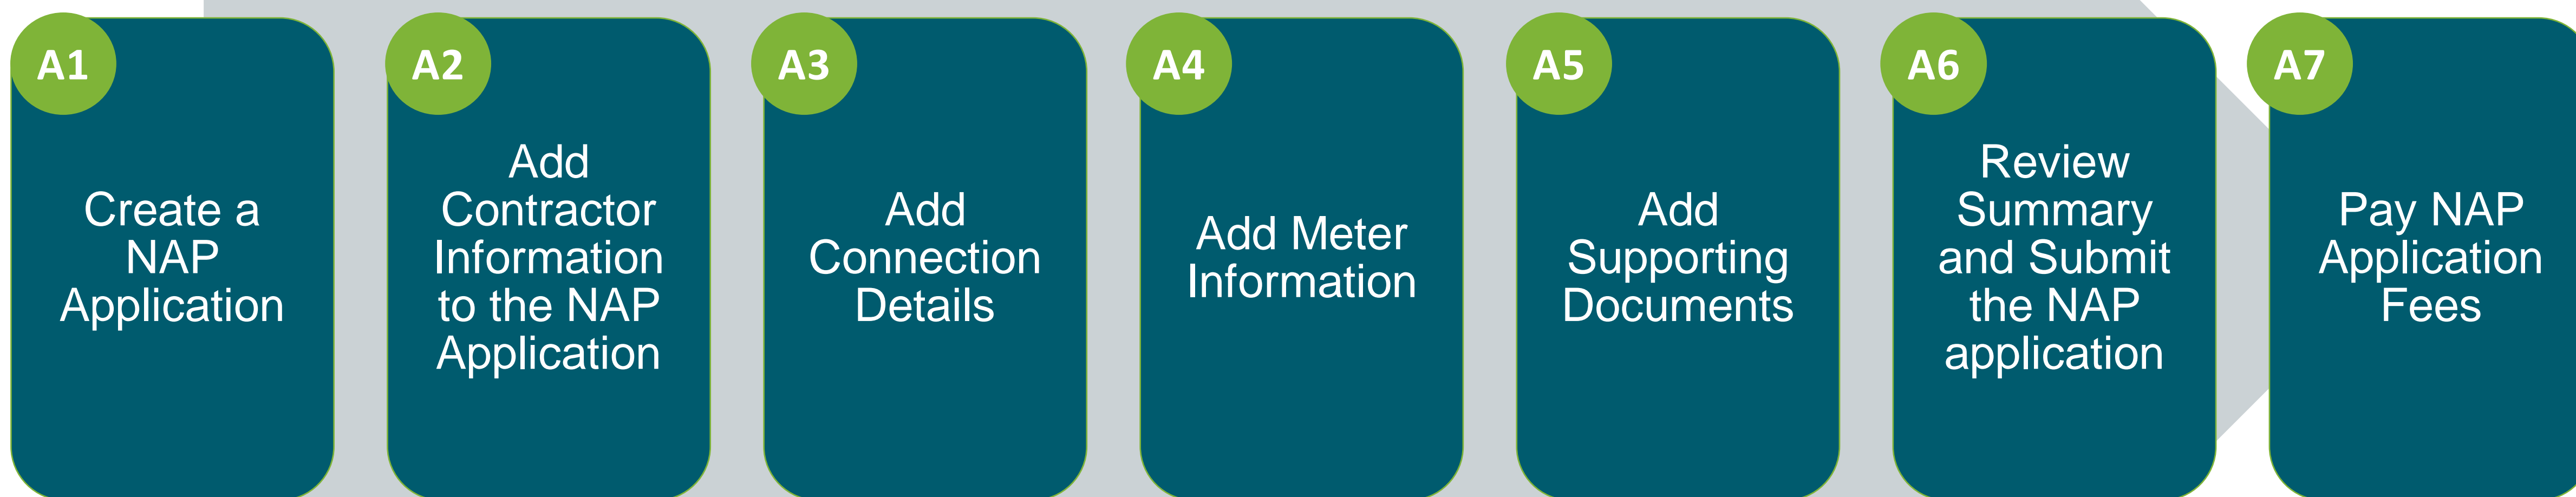 A1
Create a
NAP
Application
A2
Add
Contractor
Information
to the NAP
Application
A3
Add
Connection
Details
A4
Add Meter
Information
A5
Add
Supporting
Documents
A6
Review
Summary
and Submit
the NAP
application
A7
Pay NAP
Application
Fees